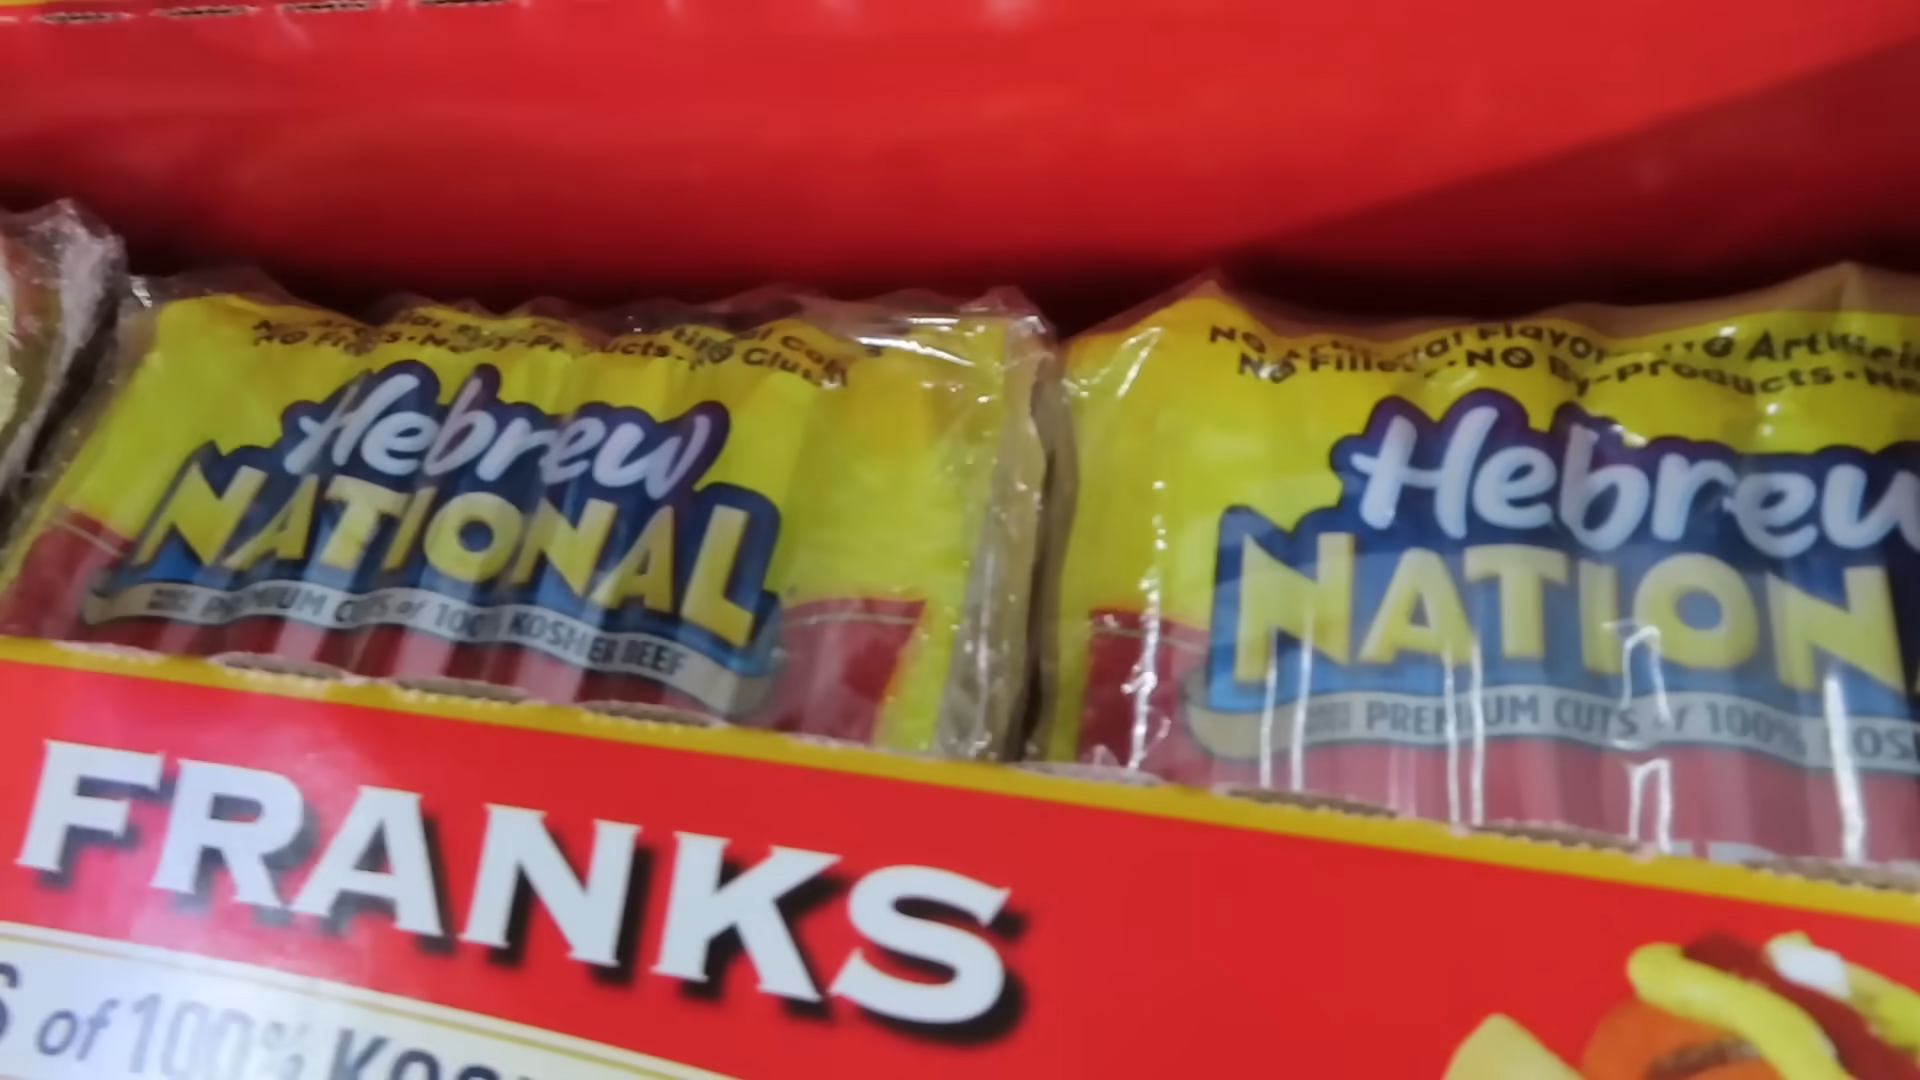 NO Fillers • NO By-Products •
Hebrew
NATIONAL
PREMIUM CUTS of 100% KOSHER BEEF
NO Artificial Flavors
NO Fillers • NO By-products •
Hebrew
NATION
PREMIUM CUTS of 100%
FRANKS
of 100%